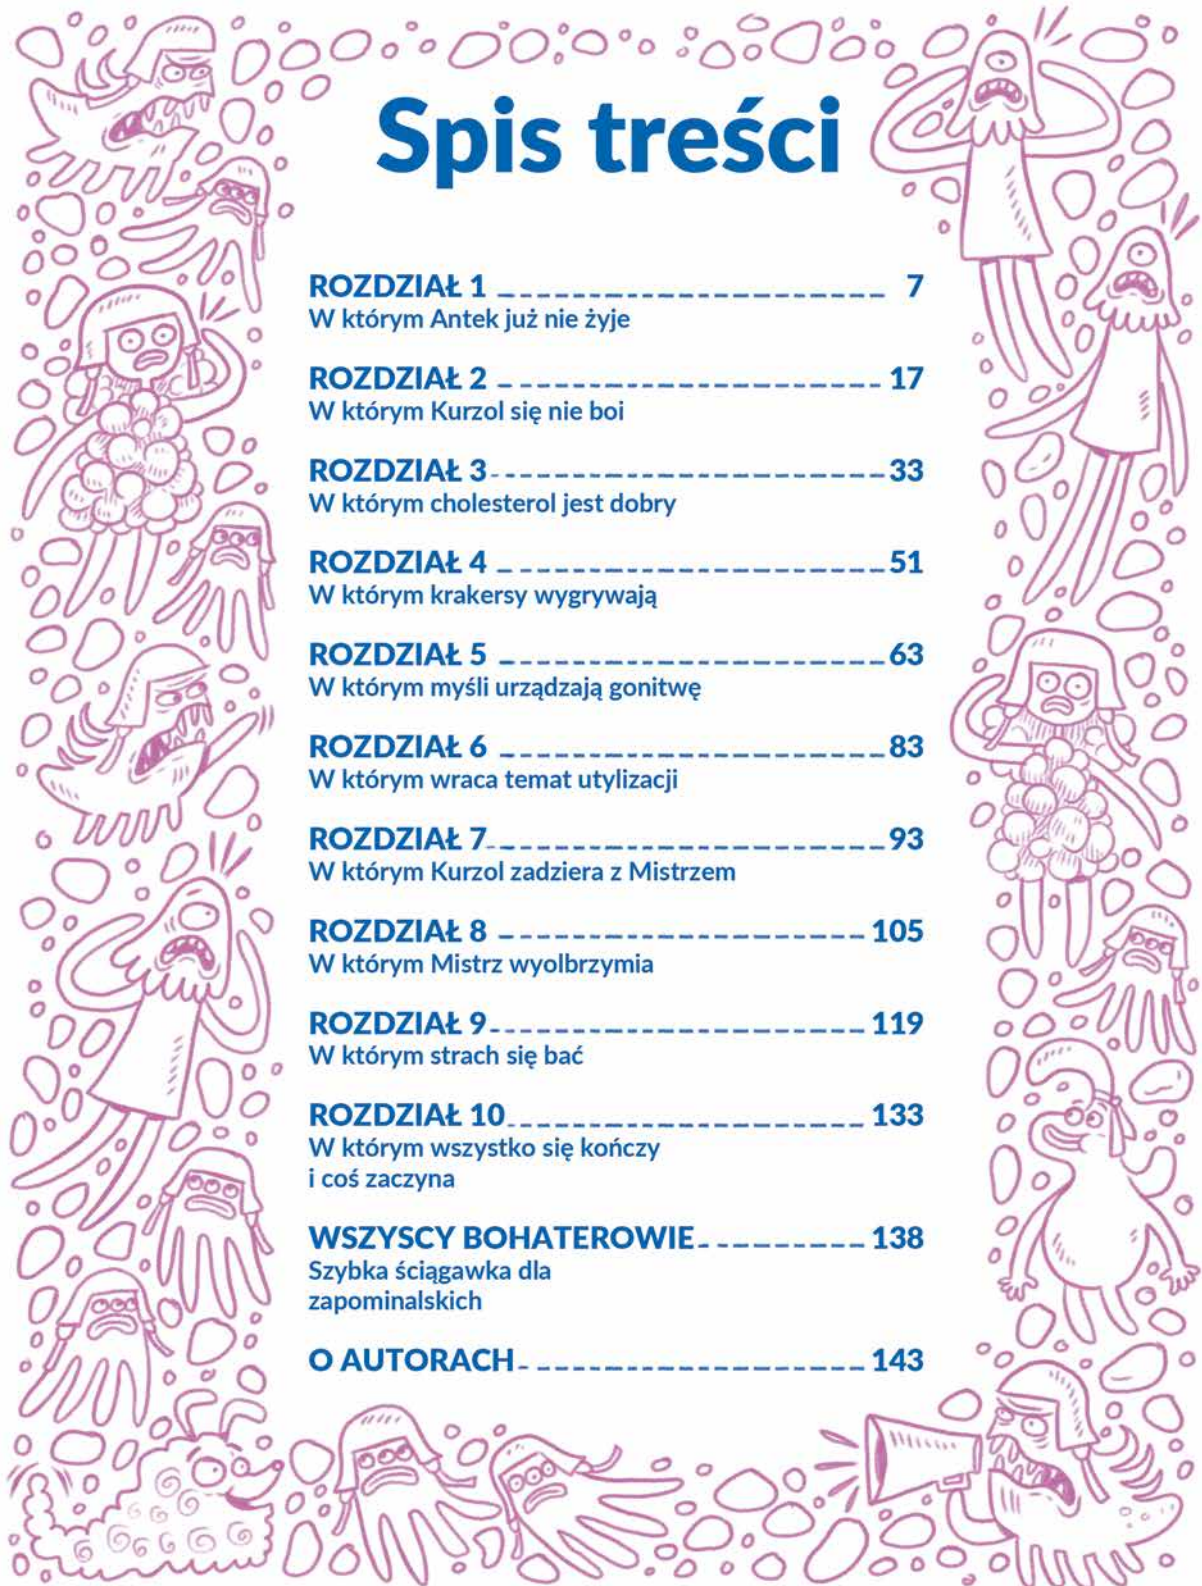 Spis treści
ROZDZIAŁ 1 7
W którym Antek już nie żyje
ROZDZIAŁ 2 17
W którym Kurzol się nie boi
ROZDZIAŁ 3 33
W którym cholesterol jest dobry
ROZDZIAŁ 4 51
W którym krakersy wygrywają
ROZDZIAŁ 5 63
W którym myśli urządzają gonitwę
ROZDZIAŁ 6 83
W którym wraca temat utylizacji
ROZDZIAŁ 7 93
W którym Kurzol zadziera z Mistrzem
ROZDZIAŁ 8 105
W którym Mistrz wyolbrzymia
ROZDZIAŁ 9 119
W którym strach się bać
ROZDZIAŁ 10 133
W którym wszystko się kończy
i coś zaczyna
WSZYSCY BOHATEROWIE 138
Szybka ściągawka dla
zapominalskich
O AUTORACH 143